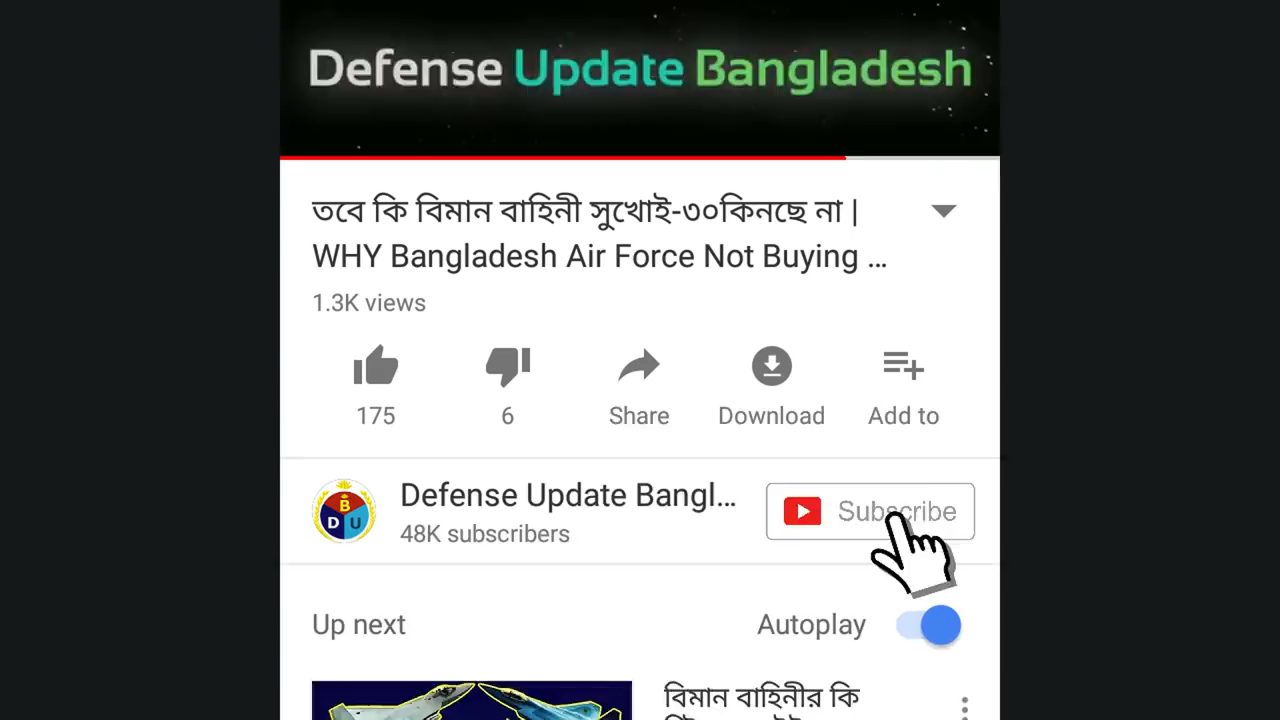 Defense Update Bangladesh
তবে কি বিমান বাহিনী সুখোই-৩০কিনছে না |
WHY Bangladesh Air Force Not Buying ...
1.3K views
175
6
Share
Download
Add to
B
D U
Defense Update Bangl...
48K subscribers
Subscribe
Up next
Autoplay
বিমান বাহিনীর কি